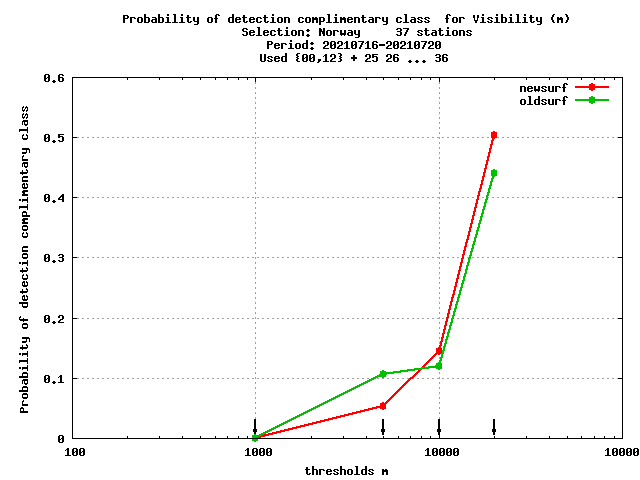 Probability of detection complimentary class  for Visibility (m)
Selection: Norway     37 stations
Period: 20210716-20210720
Used {00,12} + 25 26 ... 36
newsurf
oldsurf
Probability of detection complimentary class
0.6
0.5
0.4
0.3
0.2
0.1
0
100 1000 10000 10000
thresholds m